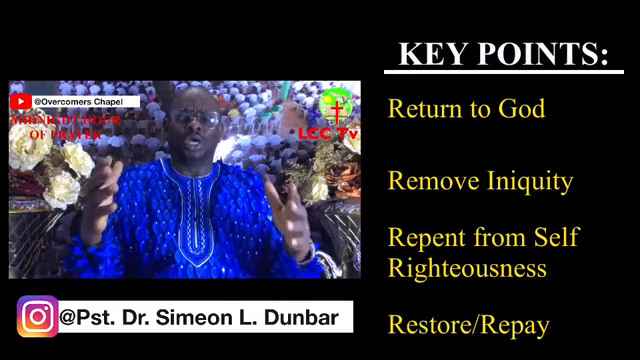 KEY POINTS:
@Overcomers Chapel
MIDNIGHT HOUR
OF PRAYER
LCC Tv
Return to God
Remove Iniquity
Repent from Self
Righteousness
Restore/Repay
@Pst. Dr. Simeon L. Dunbar